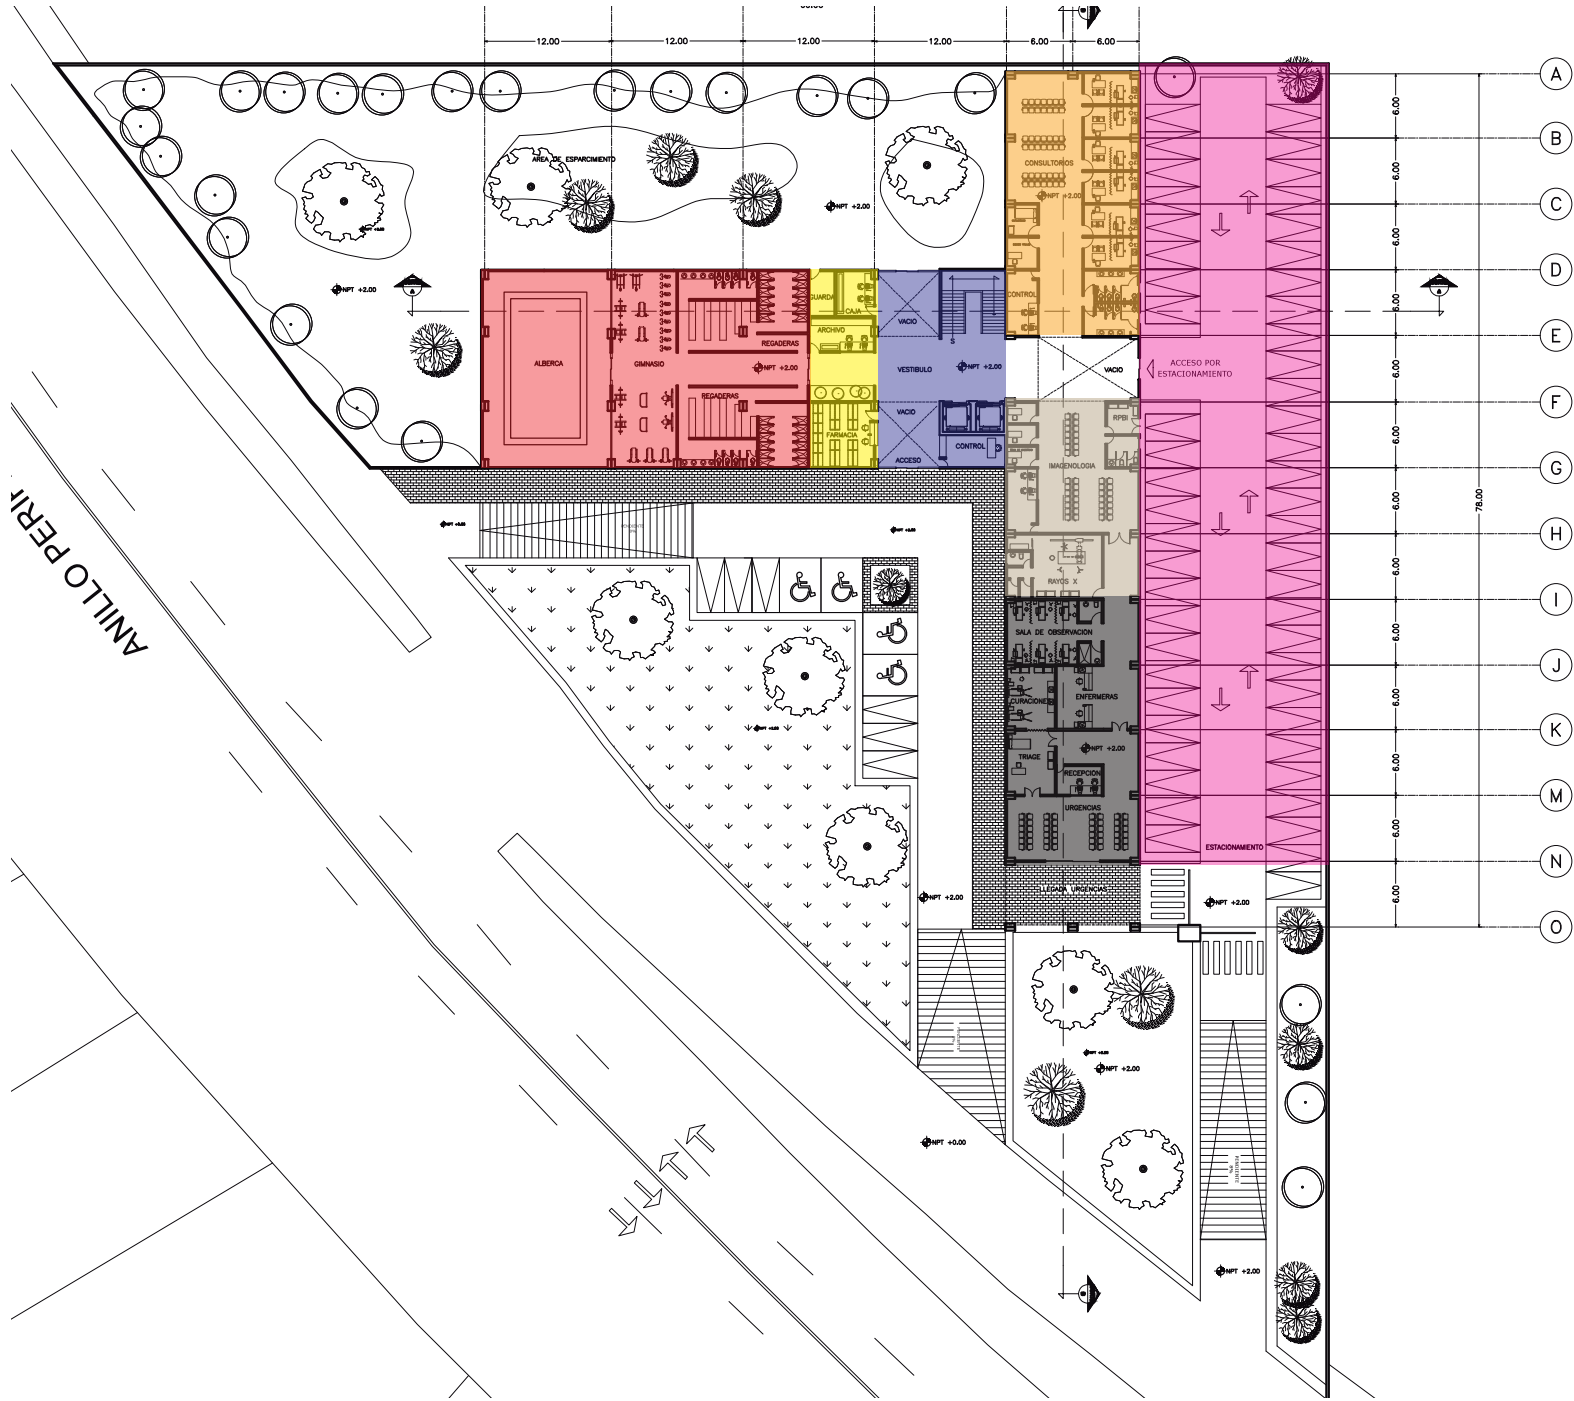 12.00
12.00
12.00
12.00
6.00
6.00
A
B
C
D
E
F
G
H
I
J
K
M
N
O
6.00
6.00
6.00
6.00
6.00
6.00
6.00
6.00
6.00
6.00
6.00
6.00
6.00
78.00
AREA DE ESPARCIMIENTO
NPT +2.00
NPT +2.00
CONSULTORIOS
NPT +2.00
CONTROL
GUARDA
CAJA
ARCHIVO
VACIO
REGADERAS
ALBERCA
GIMNASIO
NPT +2.00
VESTIBULO
NPT +2.00
VACIO
ACCESO POR
ESTACIONAMIENTO
REGADERAS
VACIO
FARMACIA
CONTROL
ACCESO
RPBI
IMAGENOLOGIA
RAYOS X
SALA DE OBSERVACION
CURACIONES
ENFERMERAS
NPT +2.00
TRIAGE
RECEPCION
URGENCIAS
ESTACIONAMIENTO
LLEGADA URGENCIAS
NPT +2.00
NPT +2.00
NPT +2.00
NPT +0.00
PENDIENTE
NPT +2.00
ANILLO PERI